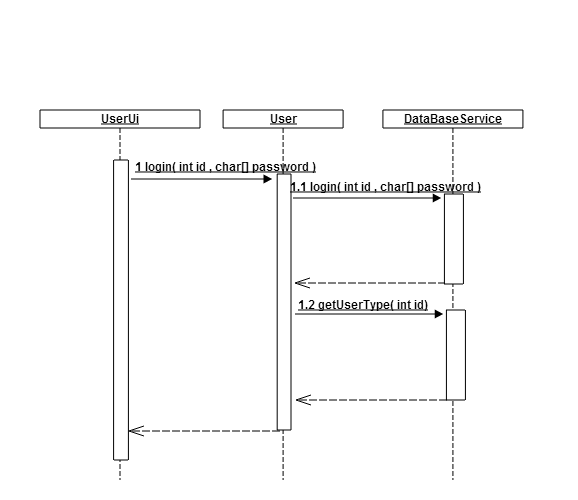 UserUi
User
DataBaseService
1 login( int id , char[] password )
1.1 login( int id , char[] password )
1.2 getUserType( int id)